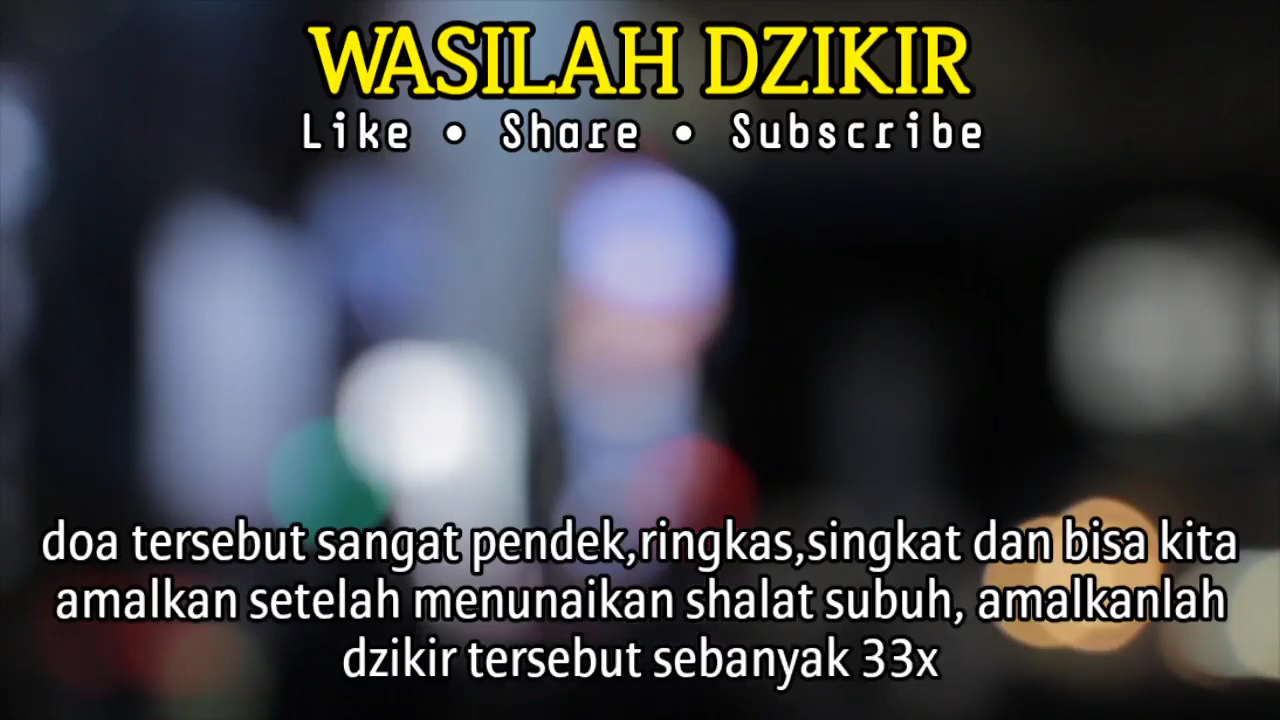 WASILAH DZIKIR
Like • Share • Subscribe
doa tersebut sangat pendek,ringkas,singkat dan bisa kita
amalkan setelah menunaikan shalat subuh, amalkanlah
dzikir tersebut sebanyak 33x